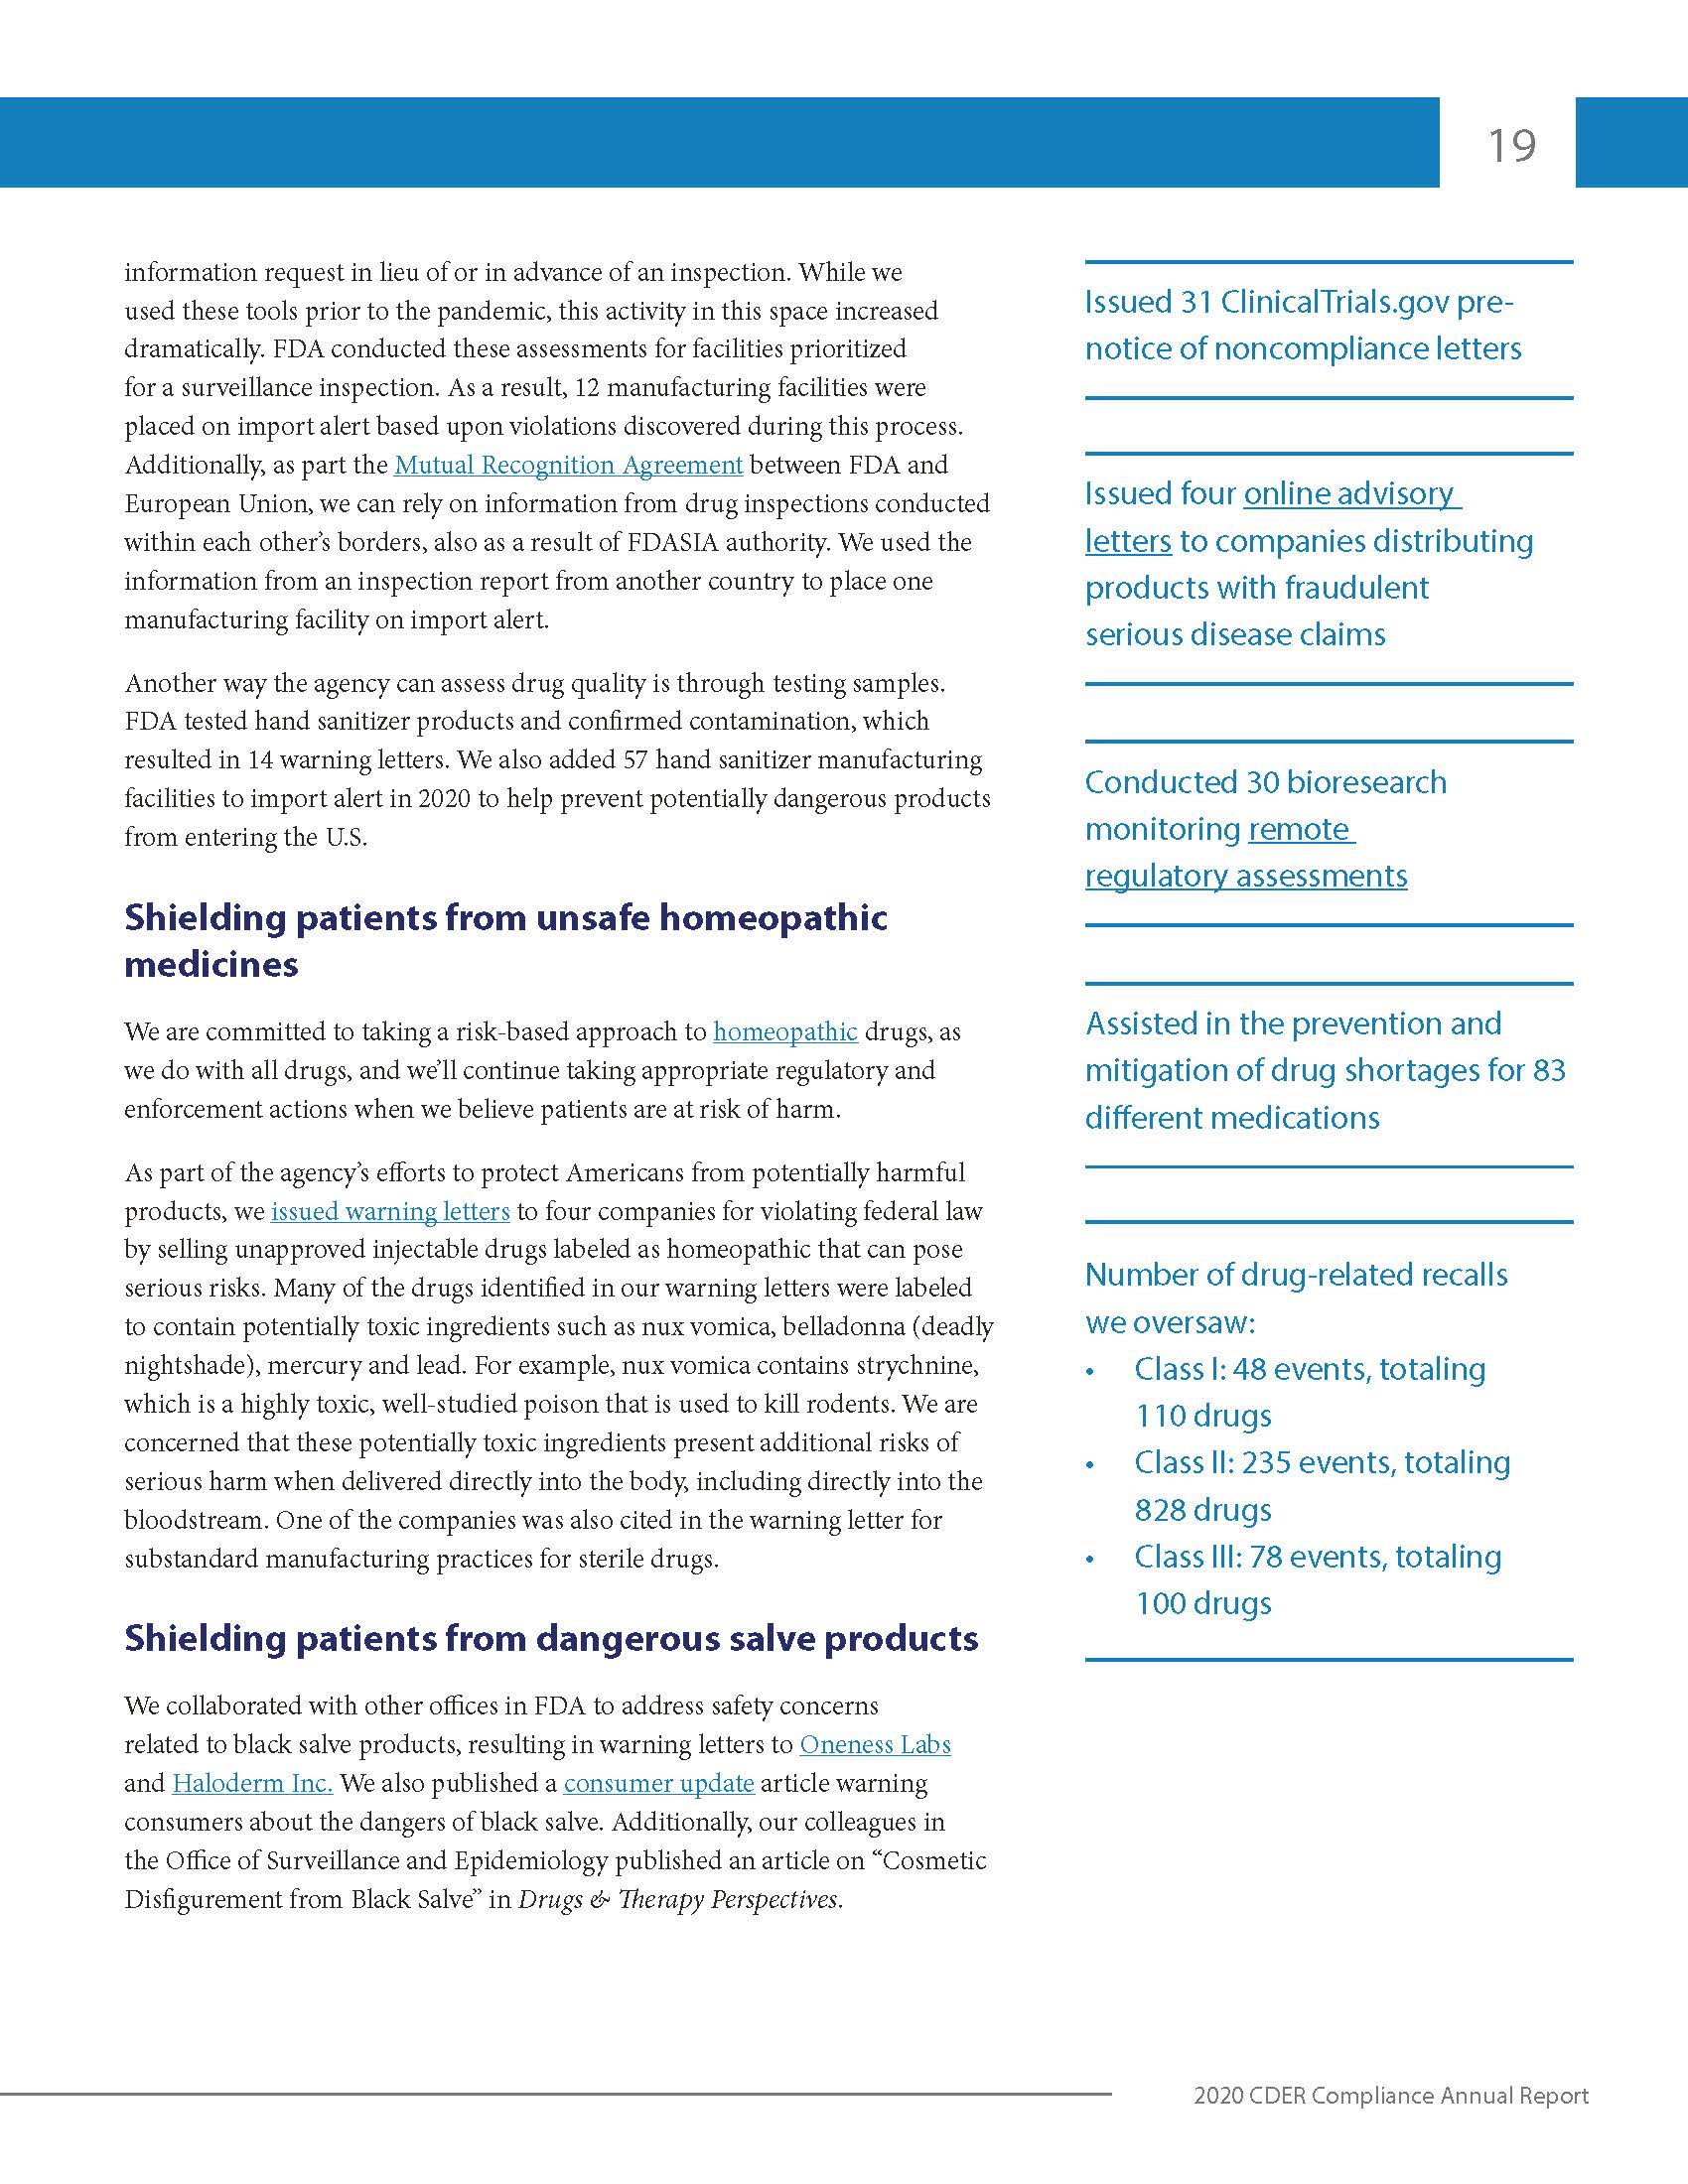 19
information request in lieu of or in advance of an inspection. While we
used these tools prior to the pandemic, this activity in this space increased
dramatically. FDA conducted these assessments for facilities prioritized
for a surveillance inspection. As a result, 12 manufacturing facilities were
placed on import alert based upon violations discovered during this process.
Additionally, as part the Mutual Recognition Agreement between FDA and
European Union, we can rely on information from drug inspections conducted
within each other’s borders, also as a result of FDASIA authority. We used the
information from an inspection report from another country to place one
manufacturing facility on import alert.
Another way the agency can assess drug quality is through testing samples.
FDA tested hand sanitizer products and confirmed contamination, which
resulted in 14 warning letters. We also added 57 hand sanitizer manufacturing
facilities to import alert in 2020 to help prevent potentially dangerous products
from entering the U.S.
Shielding patients from unsafe homeopathic
medicines
We are committed to taking a risk-based approach to homeopathic drugs, as
we do with all drugs, and we’ll continue taking appropriate regulatory and
enforcement actions when we believe patients are at risk of harm.
As part of the agency’s efforts to protect Americans from potentially harmful
products, we issued warning letters to four companies for violating federal law
by selling unapproved injectable drugs labeled as homeopathic that can pose
serious risks. Many of the drugs identified in our warning letters were labeled
to contain potentially toxic ingredients such as nux vomica, belladonna (deadly
nightshade), mercury and lead. For example, nux vomica contains strychnine,
which is a highly toxic, well-studied poison that is used to kill rodents. We are
concerned that these potentially toxic ingredients present additional risks of
serious harm when delivered directly into the body, including directly into the
bloodstream. One of the companies was also cited in the warning letter for
substandard manufacturing practices for sterile drugs.
Shielding patients from dangerous salve products
We collaborated with other offices in FDA to address safety concerns
related to black salve products, resulting in warning letters to Oneness Labs
and Haloderm Inc. We also published a consumer update article warning
consumers about the dangers of black salve. Additionally, our colleagues in
the Office of Surveillance and Epidemiology published an article on “Cosmetic
Disfigurement from Black Salve” in Drugs & Therapy Perspectives.
Issued 31 ClinicalTrials.gov pre-
notice of noncompliance letters
Issued four online advisory
letters to companies distributing
products with fraudulent
serious disease claims
Conducted 30 bioresearch
monitoring remote
regulatory assessments
Assisted in the prevention and
mitigation of drug shortages for 83
different medications
Number of drug-related recalls
we oversaw:
• Class I: 48 events, totaling
110 drugs
• Class II: 235 events, totaling
828 drugs
• Class III: 78 events, totaling
100 drugs
2020 CDER Compliance Annual Report